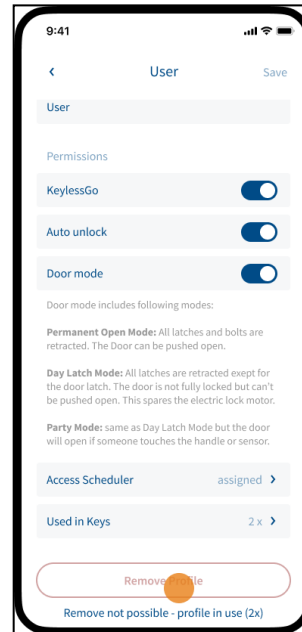 9:41
User
Save
User
Permissions
KeylessGo
Auto unlock
Door mode
Door mode includes following modes:
Permanent Open Mode: All latches and bolts are
retracted. The Door can be pushed open.
Day Latch Mode: All latches are retracted exept for
the door latch. The door is not fully locked but can't
be pushed open. This spares the electric lock motor.
Party Mode: same as Day Latch Mode but the door
will open if someone touches the handle or sensor.
Access Scheduler assigned
Used in Keys 2 x
Remove Profile
Remove not possible - profile in use (2x)